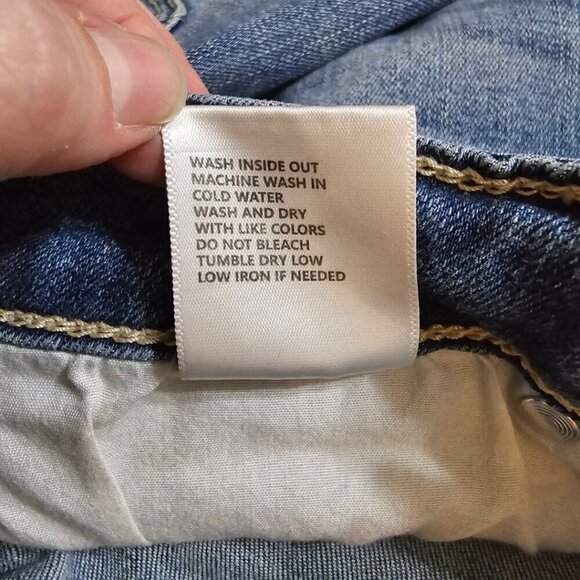 WASH INSIDE OUT
MACHINE WASH IN
COLD WATER
WASH AND DRY
WITH LIKE COLORS
DO NOT BLEACH
TUMBLE DRY LOW
LOW IRON IF NEEDED